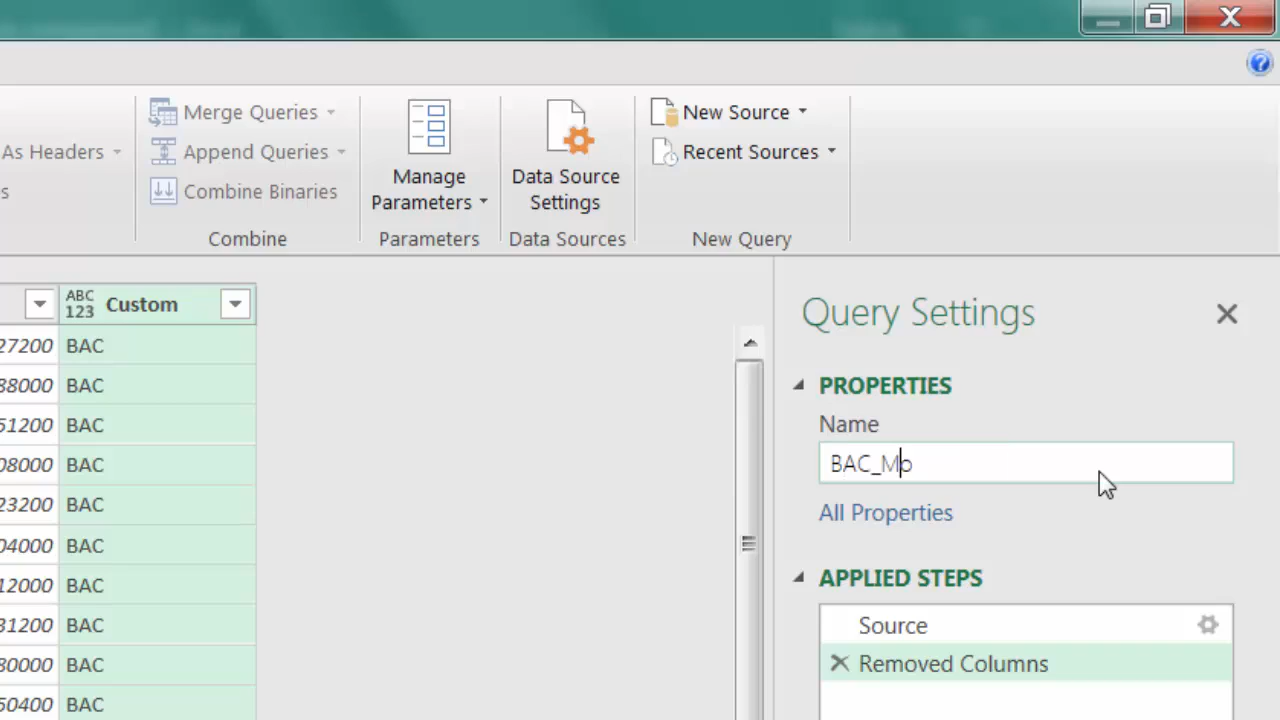 Merge Queries
As Headers
Append Queries
s
Combine Binaries
Combine
Manage
Parameters
Parameters
Data Source
Settings
Data Sources
New Source
Recent Sources
New Query
ABC
123
Custom
27200 BAC
38000 BAC
51200 BAC
08000 BAC
23200 BAC
04000 BAC
12000 BAC
31200 BAC
80000 BAC
50400 BAC
Query Settings
PROPERTIES
Name
BAC_Mo
All Properties
APPLIED STEPS
Source
Removed Columns